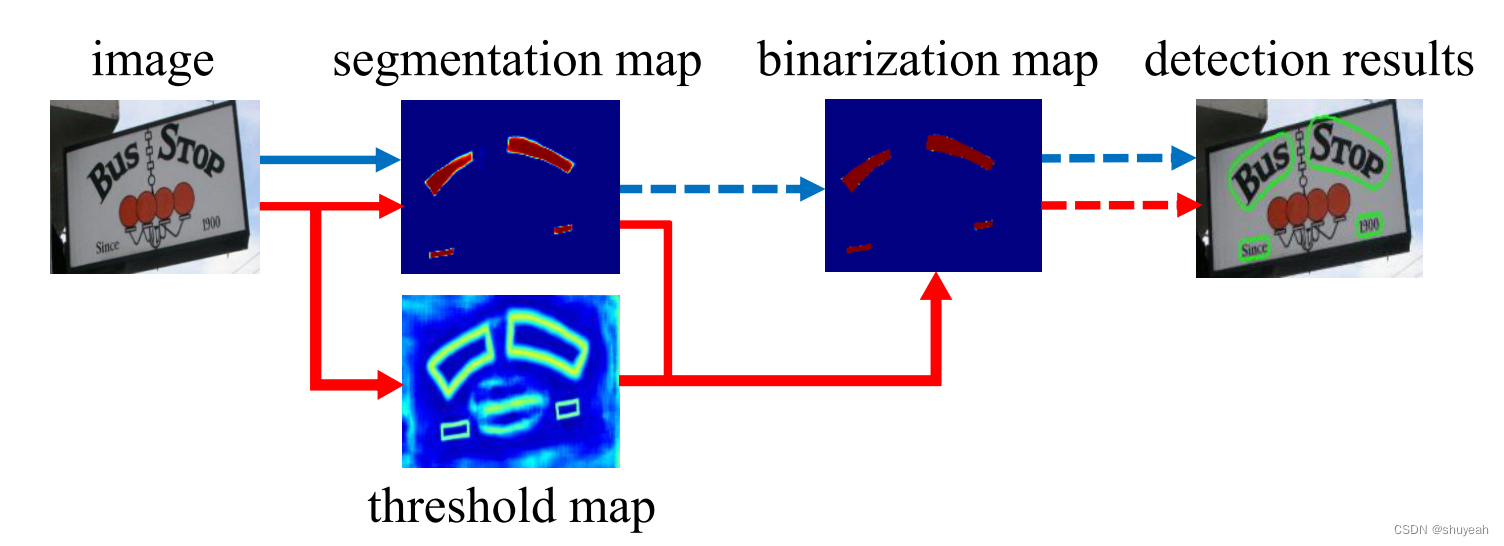 image
segmentation map
binarization map
detection results
BUS STOP
Since
1900
BUS STOP
Since
1900
threshold map
CSDN @shuyeah